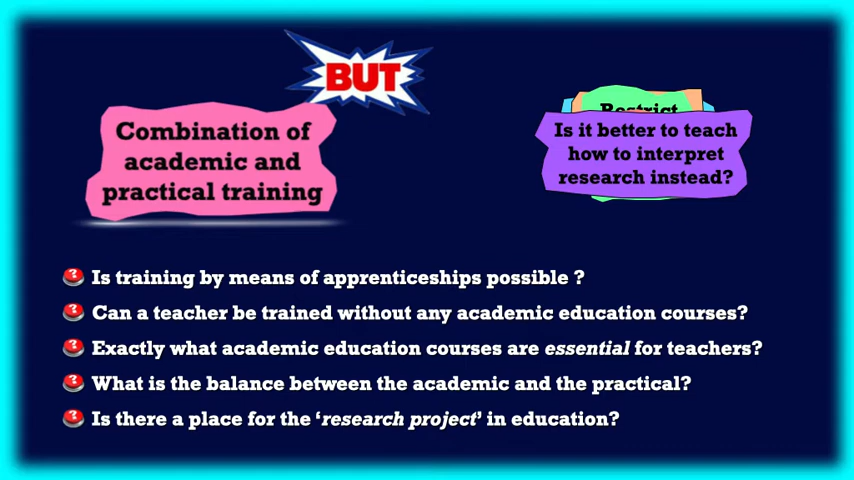 BUT
Combination of
academic and
practical training
Restrict
Is it better to teach
how to interpret
research instead?
Is training by means of apprenticeships possible ?
Can a teacher be trained without any academic education courses?
Exactly what academic education courses are essential for teachers?
What is the balance between the academic and the practical?
Is there a place for the ‘research project’ in education?